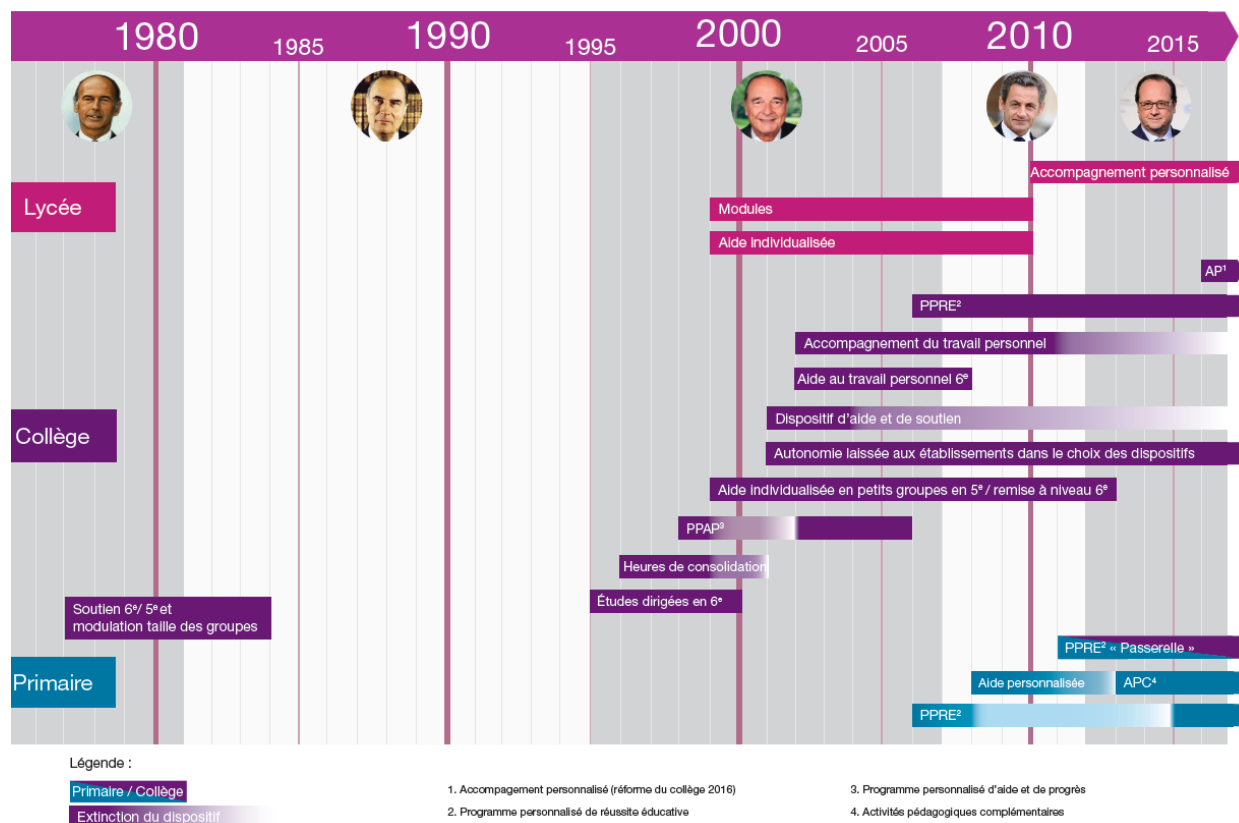 1980
1985
1990
1995
2000
2005
2010
2015
Accompagnement personnalisé
Lycée
Modules
Aide individualisée
AP¹
PPRE²
Accompagnement du travail personnel
Aide au travail personnel 6ᵉ
Collège
Dispositif d’aide et de soutien
Autonomie laissée aux établissements dans le choix des dispositifs
Aide individualisée en petits groupes en 5ᵉ / remise à niveau 6ᵉ
PPAP³
Heures de consolidation
Études dirigées en 6ᵉ
Soutien 6ᵉ/ 5ᵉ et
modulation taille des groupes
PPRE² « Passerelle »
Primaire
Aide personnalisée
APC⁴
PPRE²
Légende :
Primaire / Collège
Extinction du dispositif
1. Accompagement personnalisé (réforme du collège 2016)
2. Programme personnalisé de réussite éducative
3. Programme personnalisé d’aide et de progrès
4. Activités pédagogiques complémentaires